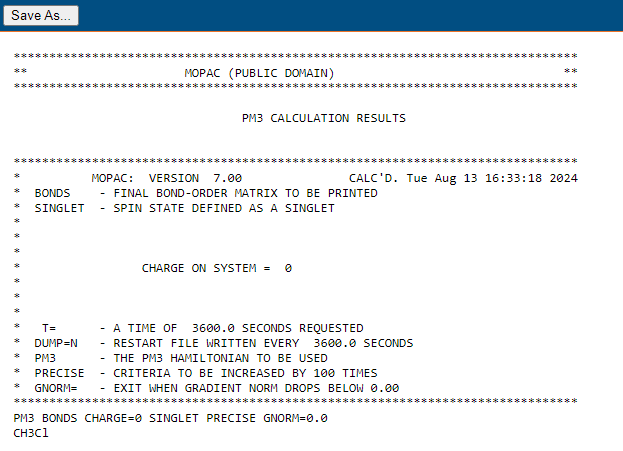 Save As...
*******************************************************************************
** MOPAC (PUBLIC DOMAIN) **
*******************************************************************************
PM3 CALCULATION RESULTS
*******************************************************************************
* MOPAC: VERSION 7.00 CALC'D. Tue Aug 13 16:33:18 2024
* BONDS - FINAL BOND-ORDER MATRIX TO BE PRINTED
* SINGLET - SPIN STATE DEFINED AS A SINGLET
*
*
*
* CHARGE ON SYSTEM = 0
*
*
*
* T= - A TIME OF 3600.0 SECONDS REQUESTED
* DUMP=N - RESTART FILE WRITTEN EVERY 3600.0 SECONDS
* PM3 - THE PM3 HAMILTONIAN TO BE USED
* PRECISE - CRITERIA TO BE INCREASED BY 100 TIMES
* GNORM= - EXIT WHEN GRADIENT NORM DROPS BELOW 0.00
*******************************************************************************
PM3 BONDS CHARGE=0 SINGLET PRECISE GNORM=0.0
CH3Cl